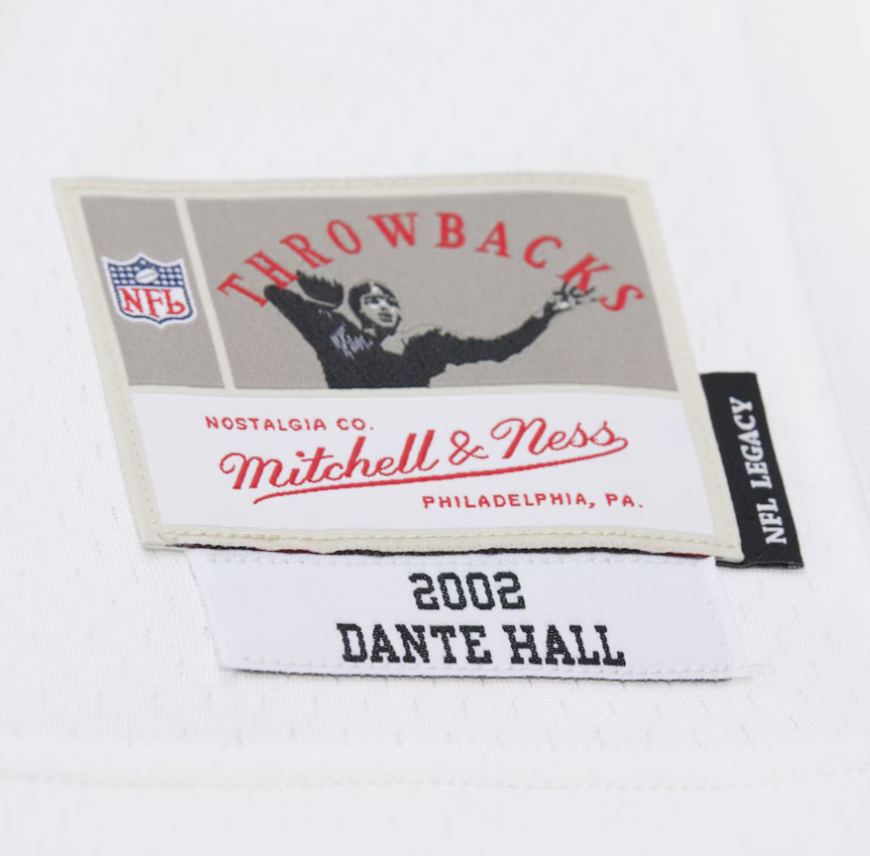 THROWBACKS
NFL
NOSTALGIA CO.
Mitchell & Ness
PHILADELPHIA, PA.
NFL LEGACY
2002
DANTE HALL